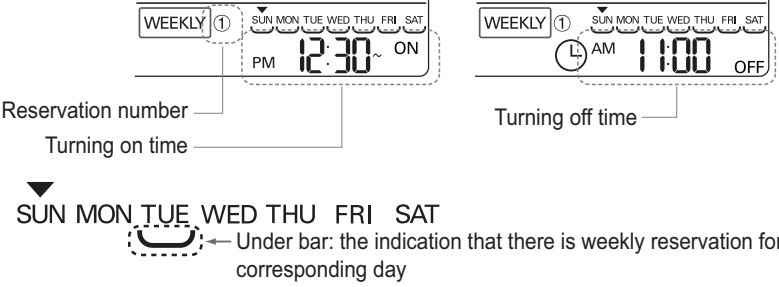 WEEKLY ① SUN MON TUE WED THU FRI SAT
PM 12:30~ ON
WEEKLY ① SUN MON TUE WED THU FRI SAT
AM 11:00 OFF
Reservation number
Turning on time
Turning off time
SUN MON TUE WED THU FRI SAT
Under bar: the indication that there is weekly reservation for
corresponding day